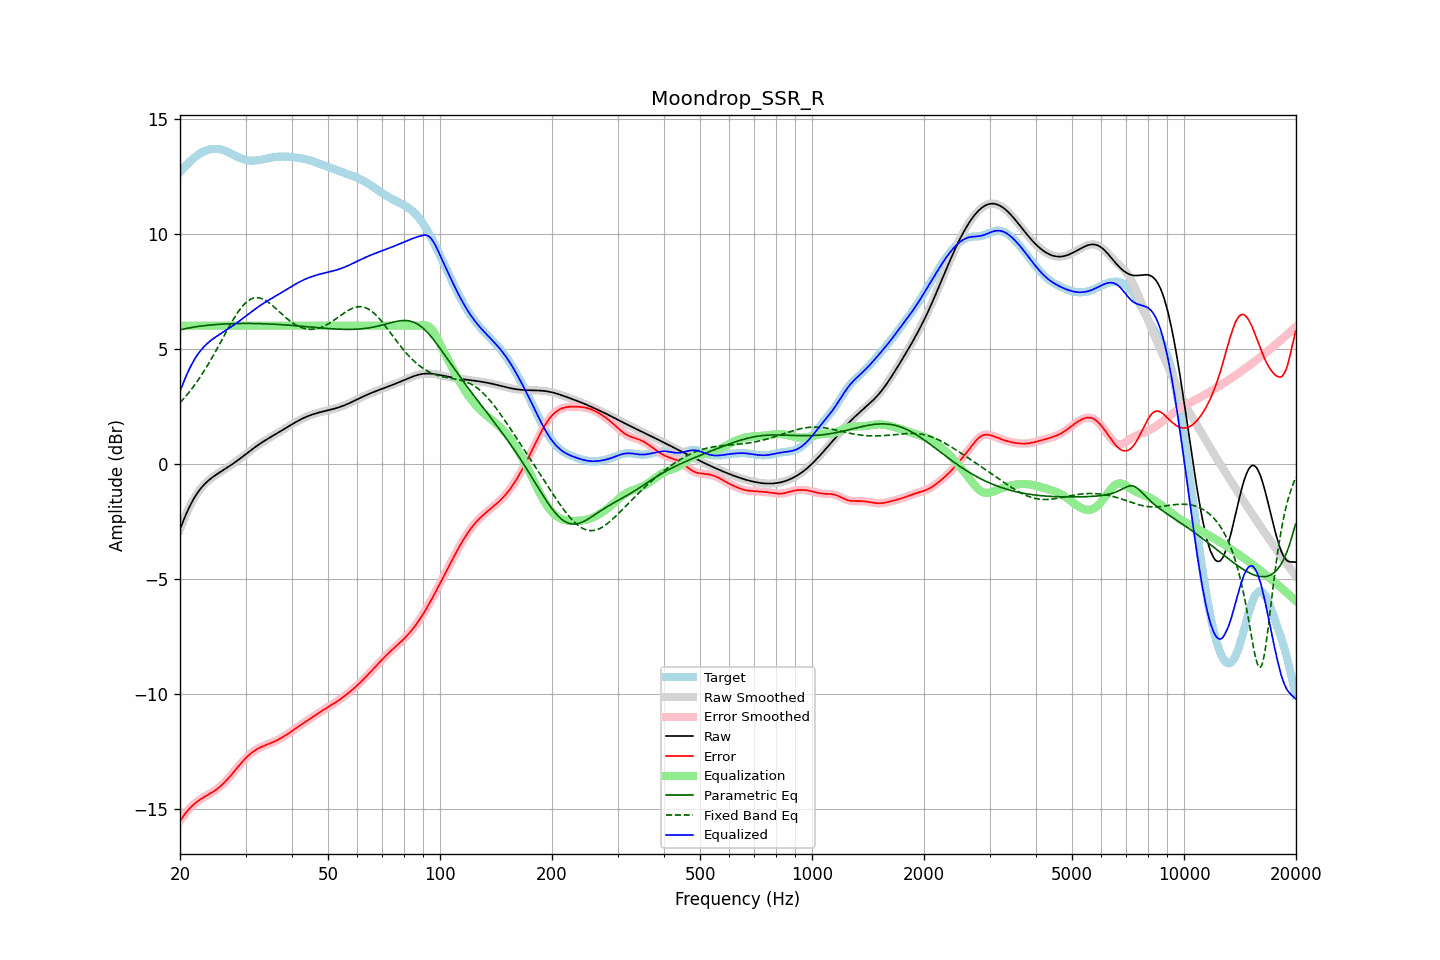 Moondrop_SSR_R
Amplitude (dBr)
15
10
5
0
−5
−10
−15
Target
Raw Smoothed
Error Smoothed
Raw
Error
Equalization
Parametric Eq
Fixed Band Eq
Equalized
20 50 100 200 500 1000 2000 5000 10000 20000
Frequency (Hz)